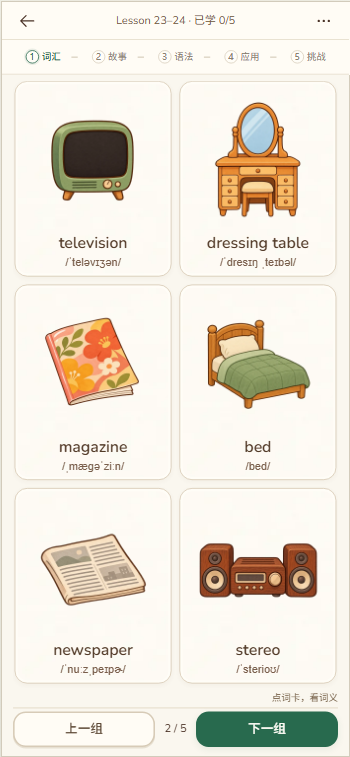 Lesson 23–24 · 已学 0/5
1 词汇 – 2 故事 – 3 语法 – 4 应用 – 5 挑战
television
/ˈteləvɪʒən/
dressing table
/ˈdresɪŋ ˌteɪbəl/
magazine
/ˌmæɡəˈziːn/
bed
/bed/
newspaper
/ˈnuːzˌpeɪpɚ/
stereo
/ˈsterioʊ/
点词卡，看词义
上一组
2 / 5
下一组